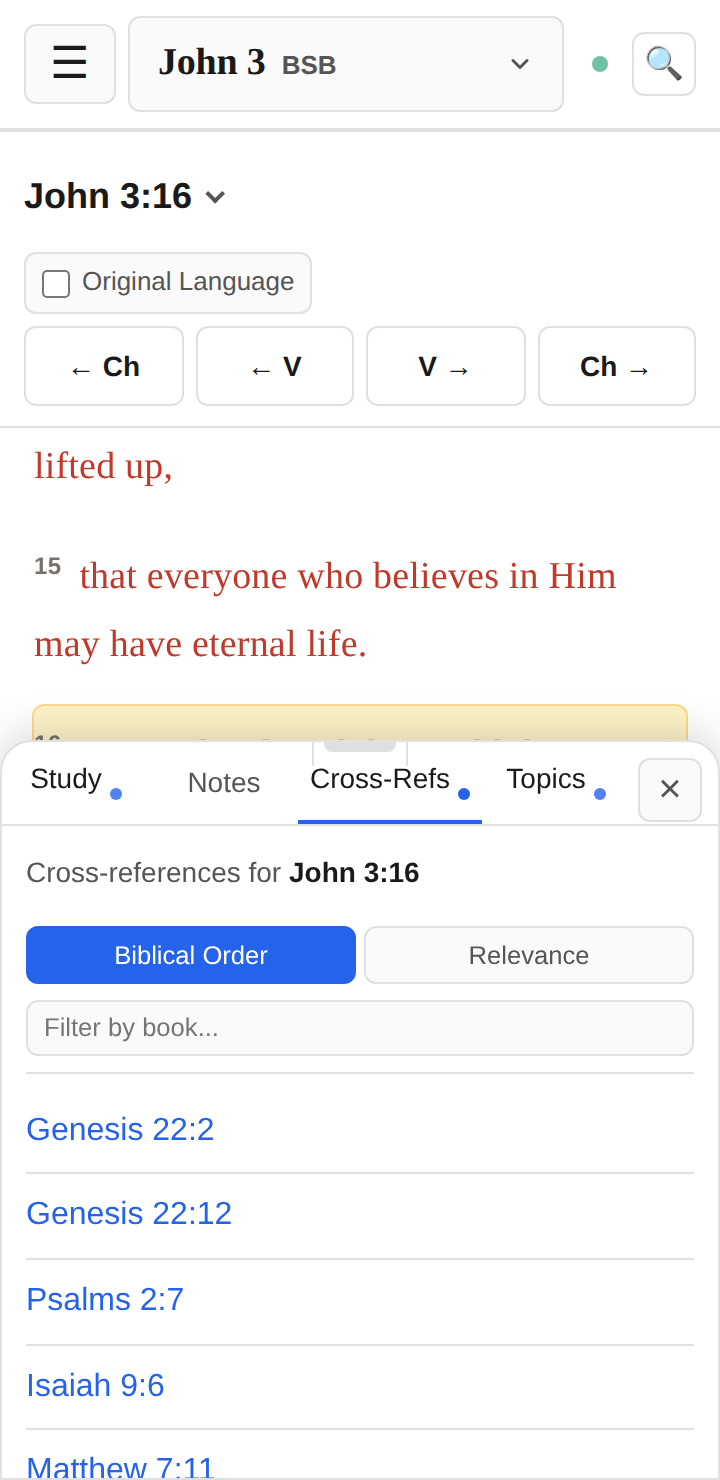 ☰ John 3 BSB 🔍
John 3:16
Original Language
← Ch ← V V → Ch →
lifted up,
15 that everyone who believes in Him
may have eternal life.
Study Notes Cross-Refs Topics ✕
Cross-references for John 3:16
Biblical Order Relevance
Filter by book...
Genesis 22:2
Genesis 22:12
Psalms 2:7
Isaiah 9:6
Matthew 7:11